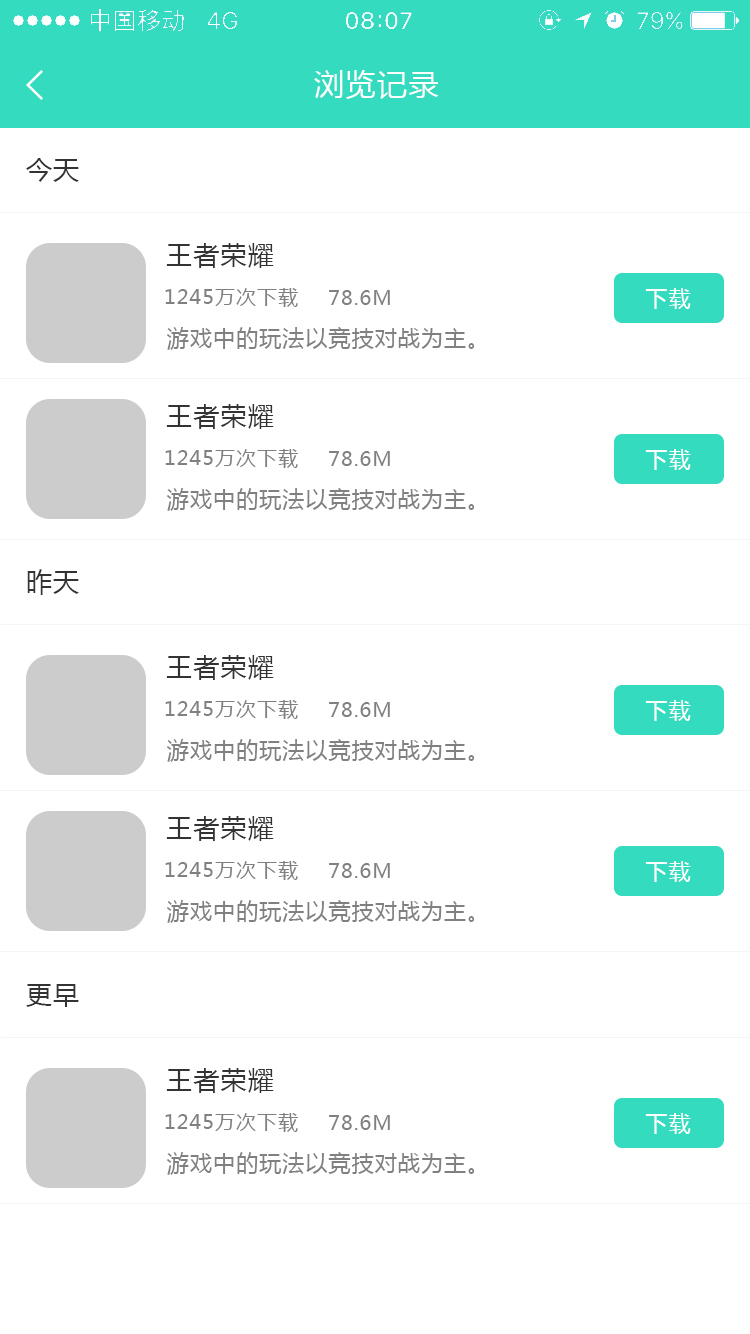 中国移动 4G 08:07 79%
浏览记录
今天
王者荣耀
1245万次下载 78.6M
下载
游戏中的玩法以竞技对战为主。
王者荣耀
1245万次下载 78.6M
下载
游戏中的玩法以竞技对战为主。
昨天
王者荣耀
1245万次下载 78.6M
下载
游戏中的玩法以竞技对战为主。
王者荣耀
1245万次下载 78.6M
下载
游戏中的玩法以竞技对战为主。
更早
王者荣耀
1245万次下载 78.6M
下载
游戏中的玩法以竞技对战为主。